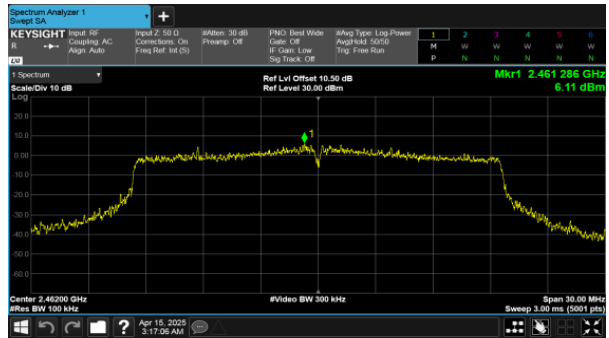 Spectrum Analyzer 1
Swept SA
KEYSIGHT Input: RF Input Z: 50 Ω #Atten: 30 dB PNO: Best Wide #Avg Type: Log-Power 1 2 3 4 5 6
R Coupling: AC Corrections: On Preamp: Off Gate: Off Avg|Hold: 50/50 M W W W W W
Align: Auto Freq Ref: Int (S) IF Gain: Low Trig: Free Run
Sig Track: Off P N N N N N
1 Spectrum
Ref Lvl Offset 10.50 dB Mkr1 2.461 286 GHz
Scale/Div 10 dB Ref Level 30.00 dBm 6.11 dBm
Log
20.0
10.0
1
0.00
-10.0
-20.0
-30.0
-40.0
-50.0
-60.0
Center 2.46200 GHz #Video BW 300 kHz Span 30.00 MHz
#Res BW 100 kHz Sweep 3.00 ms (5001 pts)
Apr 15, 2025
3:17:06 AM